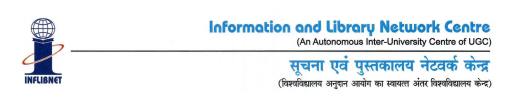 Information and Library Network Centre
(An Autonomous Inter-University Centre of UGC)
सूचना एवं पुस्तकालय नेटवर्क केन्द्र
(विश्वविद्यालय अनुदान आयोग का स्वायत्त अंतर विश्वविद्यालय केन्द्र)
INFLIBNET